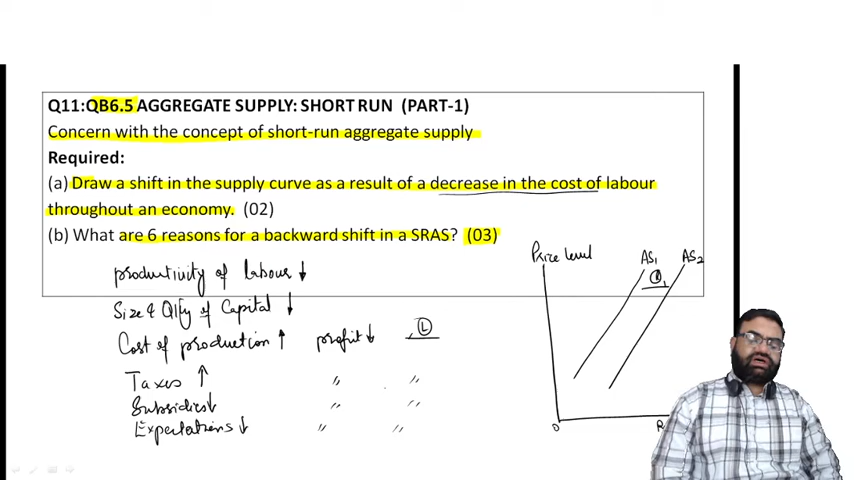 Q11:QB6.5 AGGREGATE SUPPLY: SHORT RUN (PART-1)
Concern with the concept of short-run aggregate supply
Required:
(a) Draw a shift in the supply curve as a result of a decrease in the cost of labour
throughout an economy. (02)
(b) What are 6 reasons for a backward shift in a SRAS? (03)
productivity of labour ↓
Size & Qlty of Capital ↓
Cost of production ↑ profit ↓ L
Taxes ↑ " "
Subsidies ↓ " "
Expectations ↓ " "
Price level AS1 AS2
R1
0 R